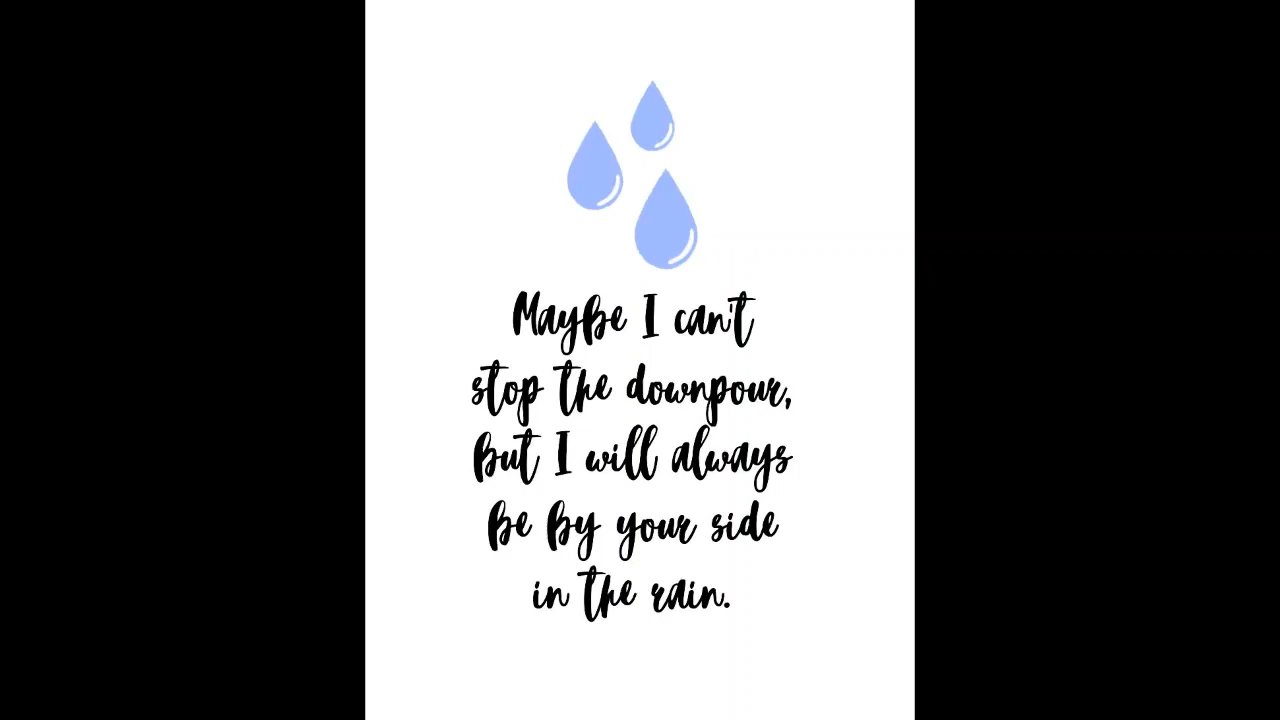 Maybe I can't
stop the downpour,
but I will always
be by your side
in the rain.